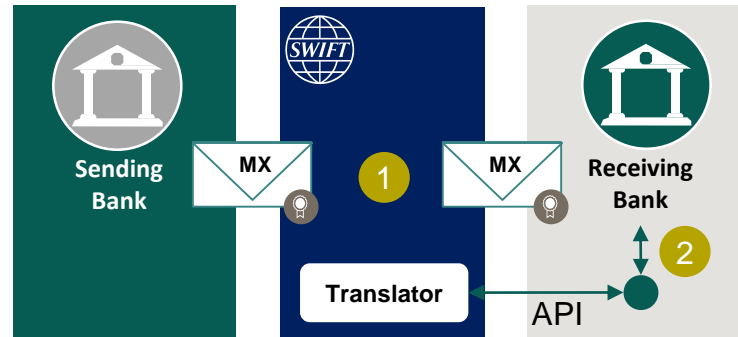 SWIFT
MX
1
MX
Sending
Bank
Receiving
Bank
2
Translator
API